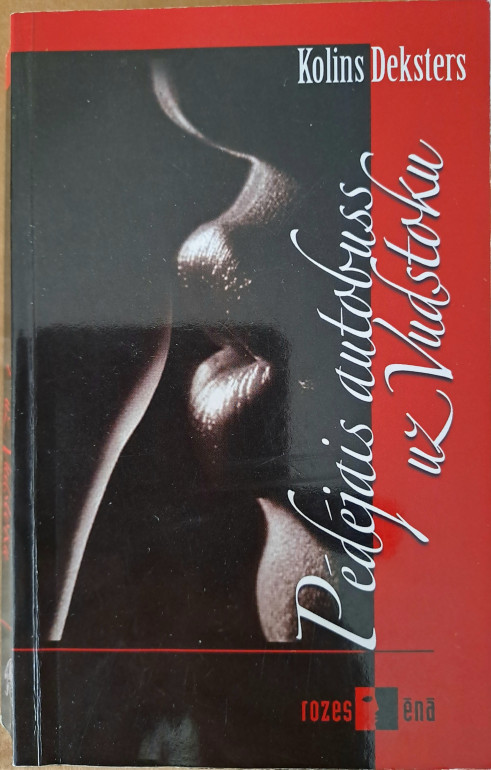 Kolins Deksters
Pēdējais autobuss
uz Vudstoku
rozes ēnā